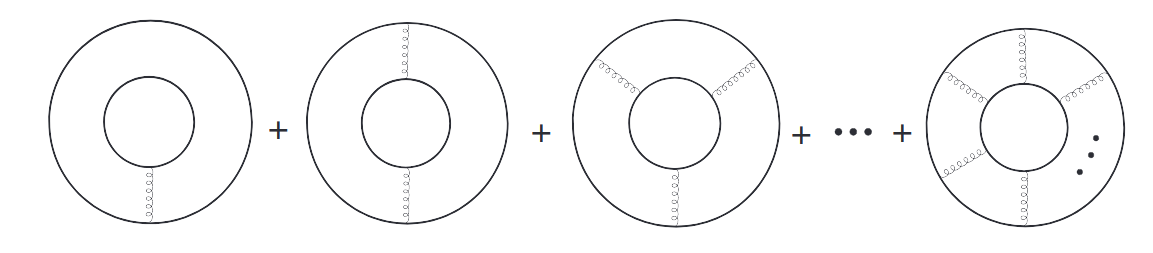 + + + ••• +